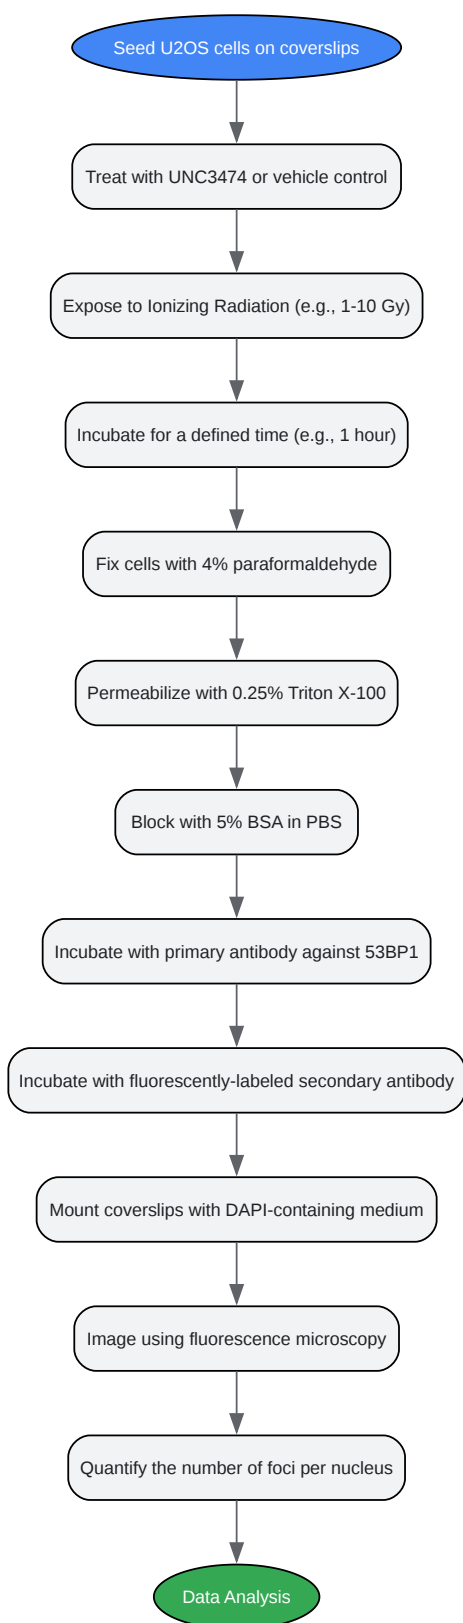 Seed U2OS cells on coverslips
Treat with UNC3474 or vehicle control
Expose to Ionizing Radiation (e.g., 1-10 Gy)
Incubate for a defined time (e.g., 1 hour)
Fix cells with 4% paraformaldehyde
Permeabilize with 0.25% Triton X-100
Block with 5% BSA in PBS
Incubate with primary antibody against 53BP1
Incubate with fluorescently-labeled secondary antibody
Mount coverslips with DAPI-containing medium
Image using fluorescence microscopy
Quantify the number of foci per nucleus
Data Analysis